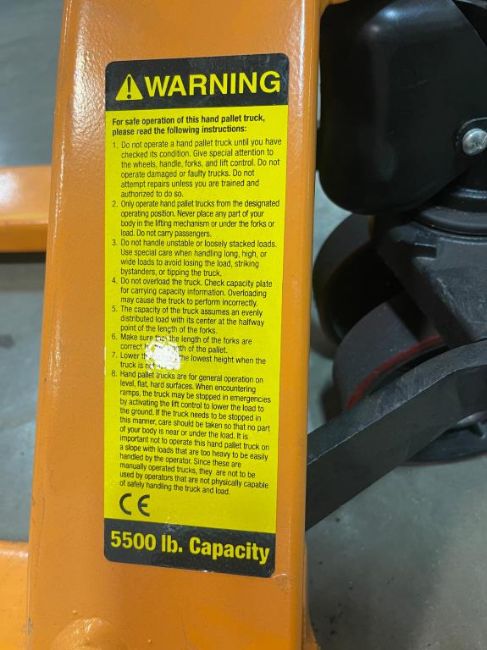 WARNING
For safe operation of this hand pallet truck,
please read the following instructions:
1. Do not operate a hand pallet truck until you have
checked its condition. Give special attention to
the wheels, handle, forks, and lift control. Do not
operate damaged or faulty trucks. Do not
attempt repairs unless you are trained and
authorized to do so.
2. Only operate hand pallet trucks from the designated
operating position. Never place any part of your
body in the lifting mechanism or under the forks or
load. Do not carry passengers.
3. Do not handle unstable or loosely stacked loads.
Use special care when handling long, high, or
wide loads to avoid losing the load, striking
bystanders, or tipping the truck.
4. Do not overload the truck. Check capacity plate
for carrying capacity information. Overloading
may cause the truck to perform incorrectly.
5. The capacity of the truck assumes an evenly
distributed load with its center at the halfway
point of the length of the forks.
6. Make sure the length of the forks are
correct of the pallet.
7. Lower the lowest height when the
truck is
8. Hand pallet trucks are for general operation on
level, flat, hard surfaces. When encountering
ramps, the truck may be stopped in emergencies
by activating the lift control to lower the load to
the ground. If the truck needs to be stopped in
this manner, care should be taken so that no part
of your body is near or under the load. It is
important not to operate this hand pallet truck on
a slope with loads that are too heavy to be easily
handled by the operator. Since these are
manually operated trucks, they are not to be
used by operators that are not physically capable
of safely handling the truck and load.
CE
5500 lb. Capacity